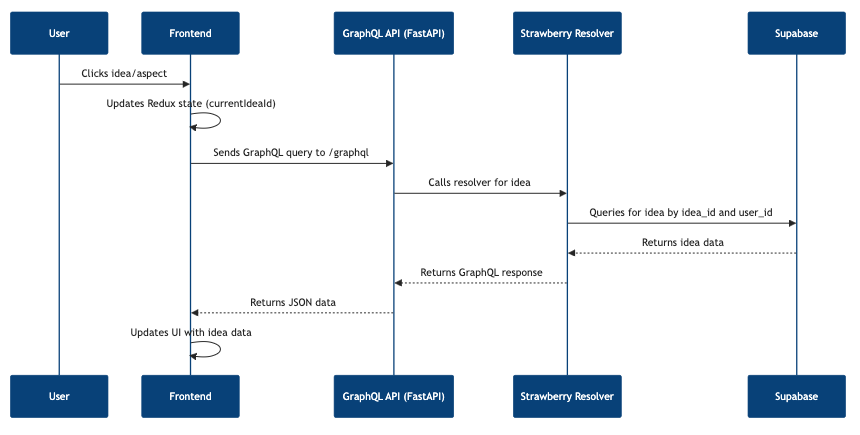 User
Frontend
GraphQL API (FastAPI)
Strawberry Resolver
Supabase
Clicks idea/aspect
Updates Redux state (currentIdeaId)
Sends GraphQL query to /graphql
Calls resolver for idea
Queries for idea by idea_id and user_id
Returns idea data
Returns GraphQL response
Returns JSON data
Updates UI with idea data
User
Frontend
GraphQL API (FastAPI)
Strawberry Resolver
Supabase